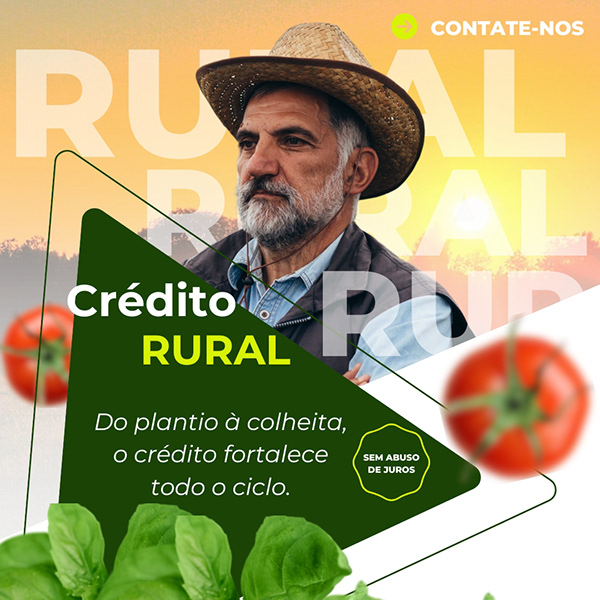 CONTATE-NOS
RURAL
RURAL
RUR
Crédito
RURAL
Do plantio à colheita,
o crédito fortalece
todo o ciclo.
SEM ABUSO
DE JUROS